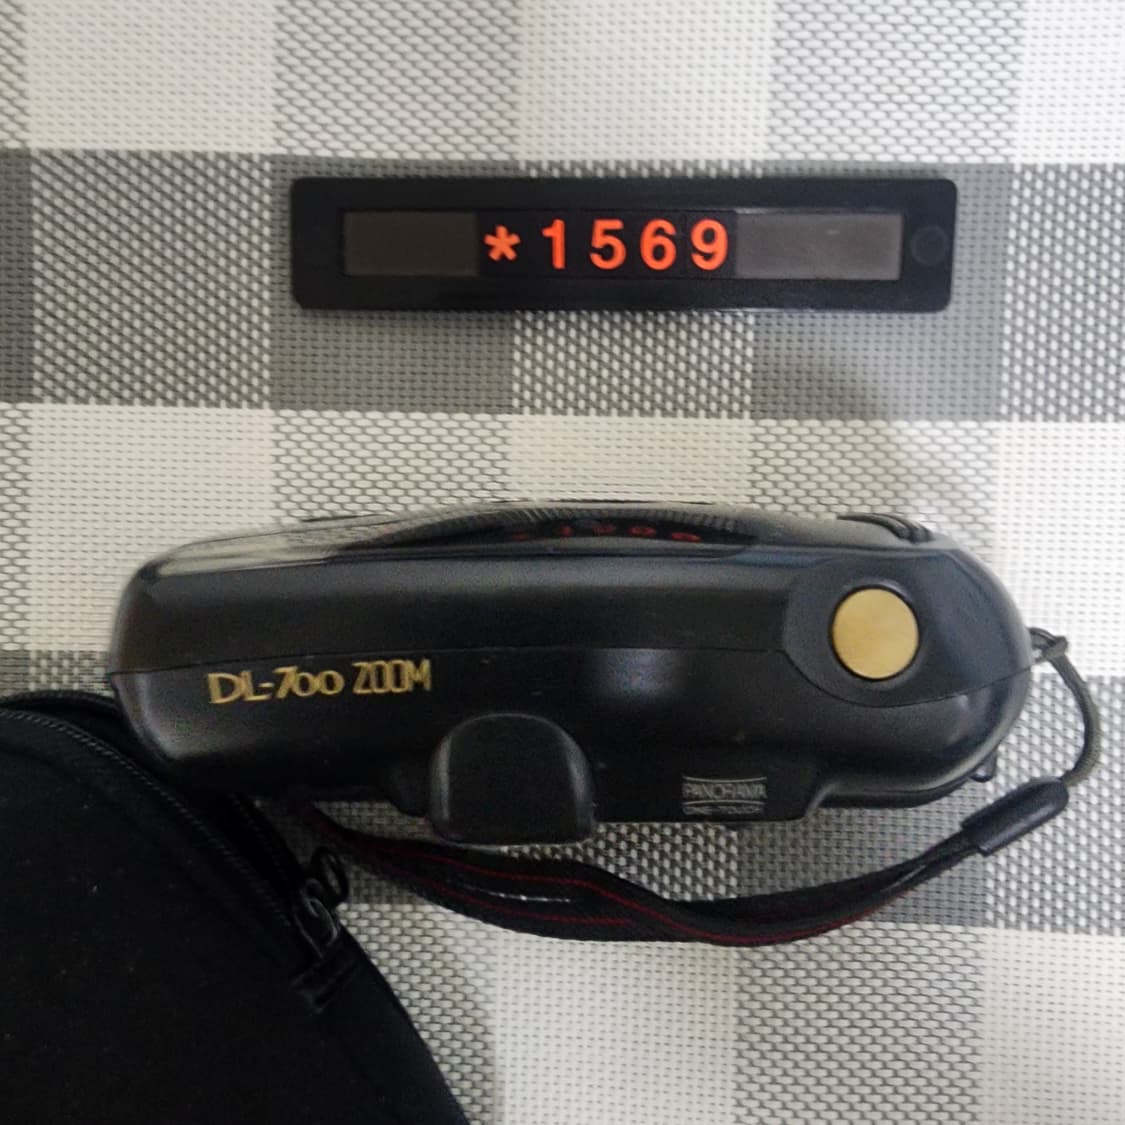 *1569
DL-700 ZOOM
PANORAMA
ONE-TOUCH